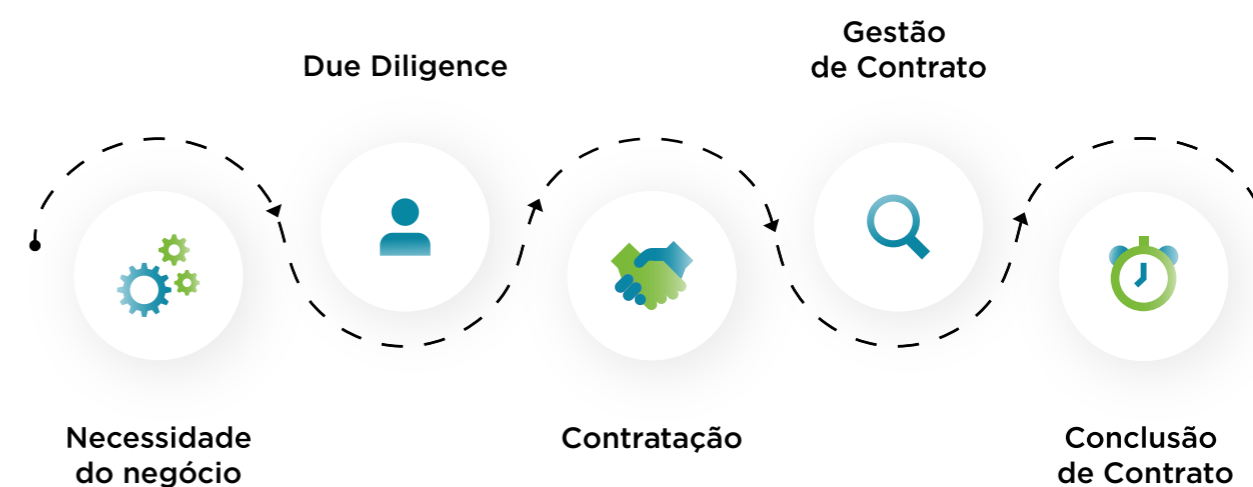 Necessidade
do negócio
Due Diligence
Contratação
Gestão
de Contrato
Conclusão
de Contrato